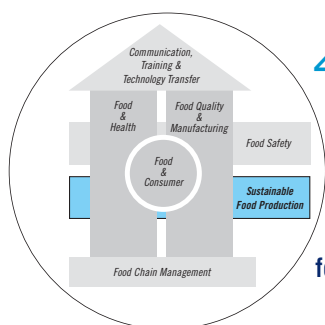 Communication,
Training &
Technology Transfer
Food
&
Health
Food Quality
&
Manufacturing
Food Safety
Food
&
Consumer
Sustainable
Food Production
Food Chain Management